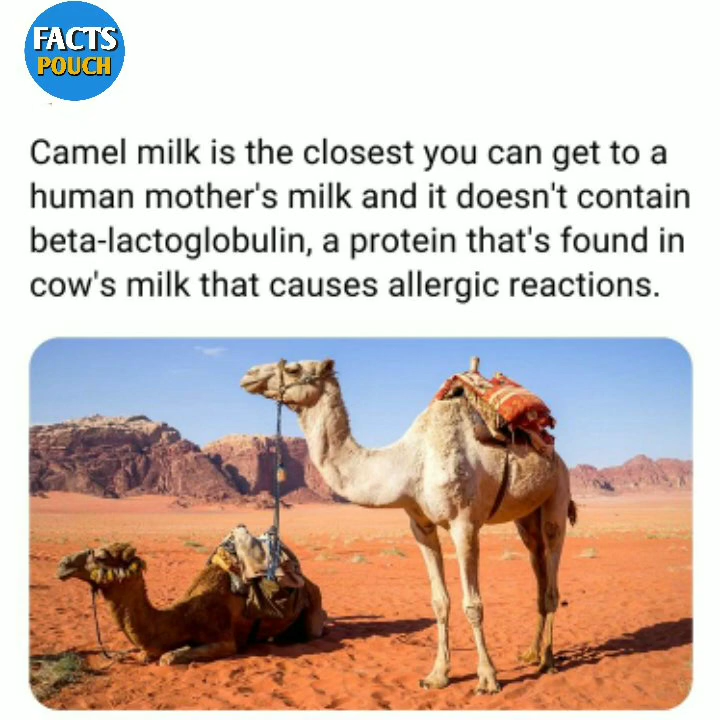 FACTS
POUCH
Camel milk is the closest you can get to a
human mother's milk and it doesn't contain
beta-lactoglobulin, a protein that's found in
cow's milk that causes allergic reactions.